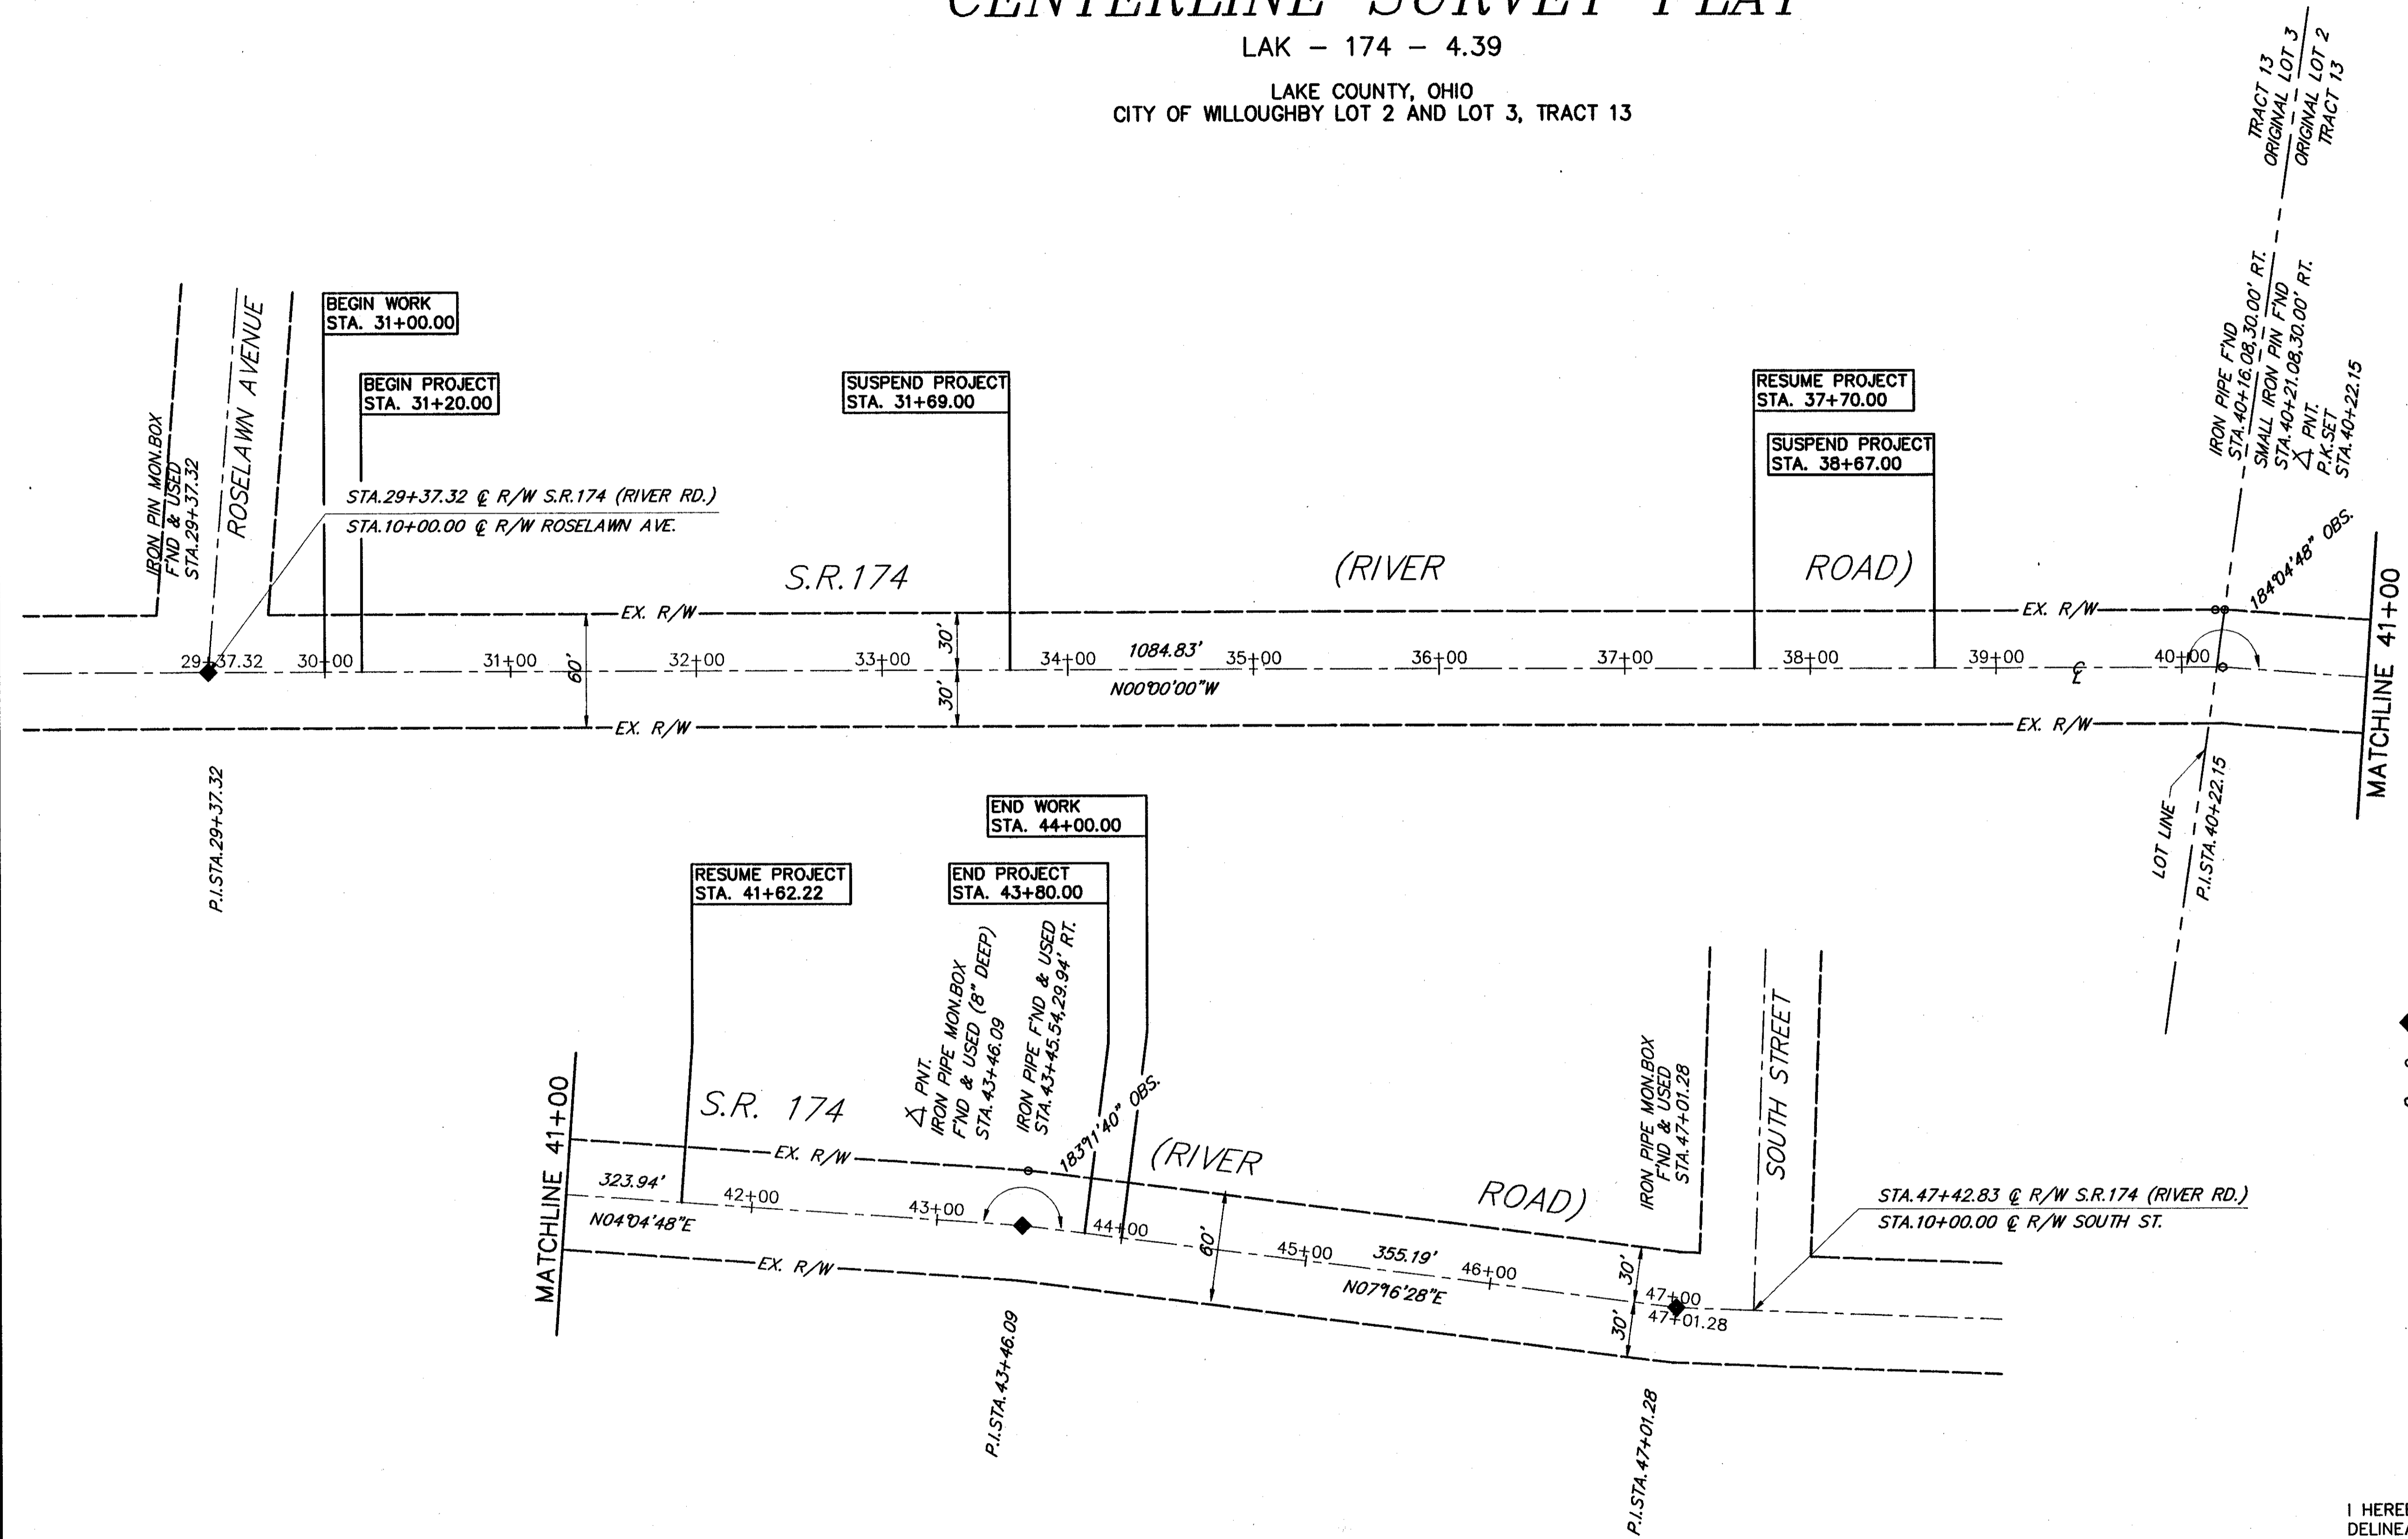 CENTERLINE SURVEY PLAT
LAK - 174 - 4.39
LAKE COUNTY, OHIO
CITY OF WILLOUGHBY LOT 2 AND LOT 3, TRACT 13
TRACT 13
ORIGINAL LOT 3
ORIGINAL LOT 2
TRACT 13
IRON PIN MON.BOX
F'ND & USED
STA.29+37.32
ROSELAWN AVENUE
BEGIN WORK
STA. 31+00.00
BEGIN PROJECT
STA. 31+20.00
STA.29+37.32 ℄ R/W S.R.174 (RIVER RD.)
STA.10+00.00 ℄ R/W ROSELAWN AVE.
SUSPEND PROJECT
STA. 31+69.00
RESUME PROJECT
STA. 37+70.00
SUSPEND PROJECT
STA. 38+67.00
IRON PIPE F'ND
STA.40+16.08,30.00' RT.
SMALL IRON PIN F'ND
STA.40+21.08,30.00' RT.
△ PNT.
P.K.SET
STA.40+22.15
184°04'48" OBS.
MATCHLINE 41+00
S.R.174 (RIVER ROAD)
EX. R/W EX. R/W
29+37.32 30+00 31+00 32+00 33+00 34+00 1084.83' 35+00 36+00 37+00 38+00 39+00 ℄ 40+00
60' 30' 30'
N00°00'00"W
EX. R/W EX. R/W
P.I.STA.29+37.32
LOT LINE
P.I.STA.40+22.15
END WORK
STA. 44+00.00
RESUME PROJECT
STA. 41+62.22
END PROJECT
STA. 43+80.00
△ PNT.
IRON PIPE MON.BOX
F'ND & USED (8" DEEP)
STA.43+46.09
IRON PIPE F'ND & USED
STA.43+45.54,29.94' RT.
183°11'40" OBS.
MATCHLINE 41+00
S.R. 174 (RIVER ROAD)
EX. R/W
323.94'
N04°04'48"E
42+00 43+00 44+00 45+00 355.19' 46+00 47+00
47+01.28
60'
N07°16'28"E
30'
30'
EX. R/W
IRON PIPE MON.BOX
F'ND & USED
STA.47+01.28
SOUTH STREET
STA.47+42.83 ℄ R/W S.R.174 (RIVER RD.)
STA.10+00.00 ℄ R/W SOUTH ST.
P.I.STA.43+46.09
P.I.STA.47+01.28
I HERE
DELINE